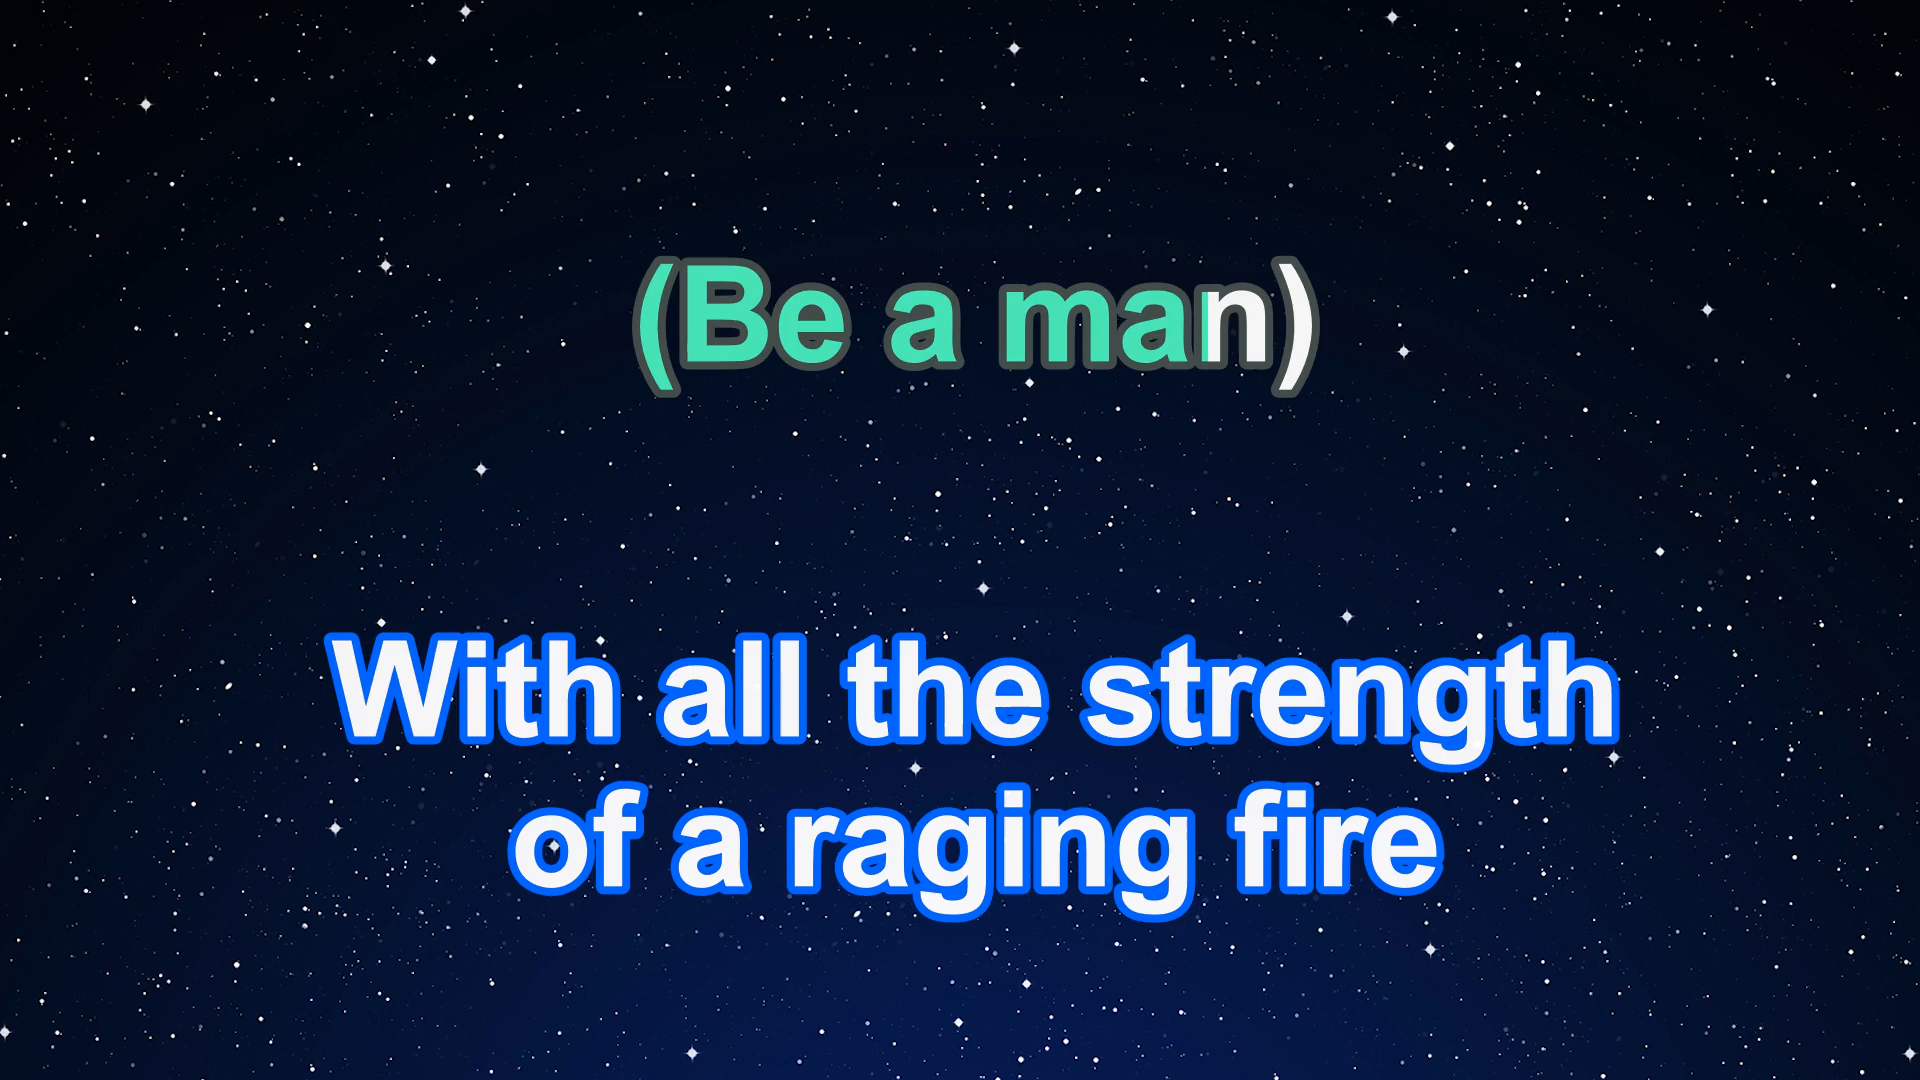 (Be a man)
With all the strength
of a raging fire